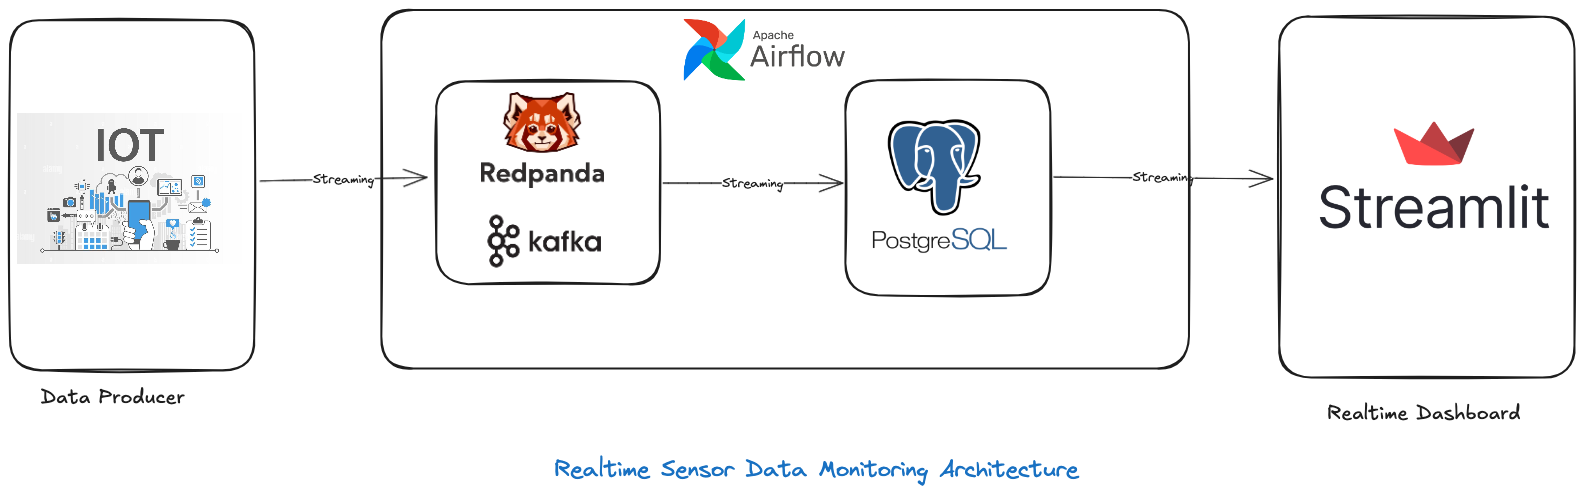 IOT
Streaming
Apache
Airflow
Redpanda
kafka
Streaming
PostgreSQL
Streaming
Streamlit
Data Producer
Realtime Dashboard
Realtime Sensor Data Monitoring Architecture